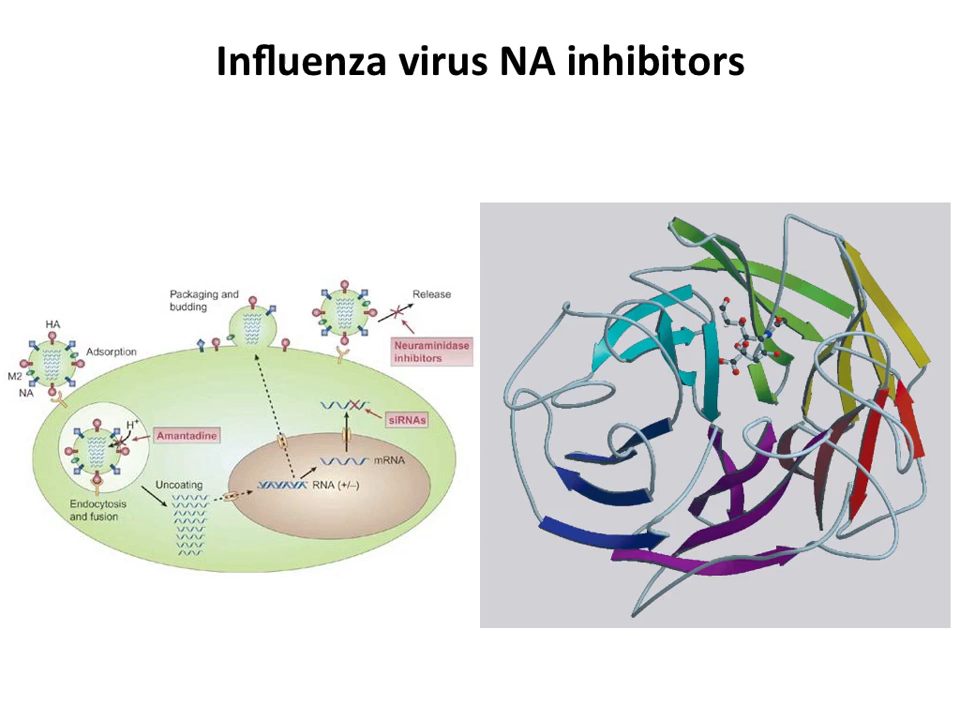 Influenza virus NA inhibitors
Packaging and
budding
Release
HA
Adsorption
Neuraminidase
inhibitors
M2
NA
siRNAs
H+
Amantadine
mRNA
Uncoating
RNA (+/–)
Endocytosis
and fusion